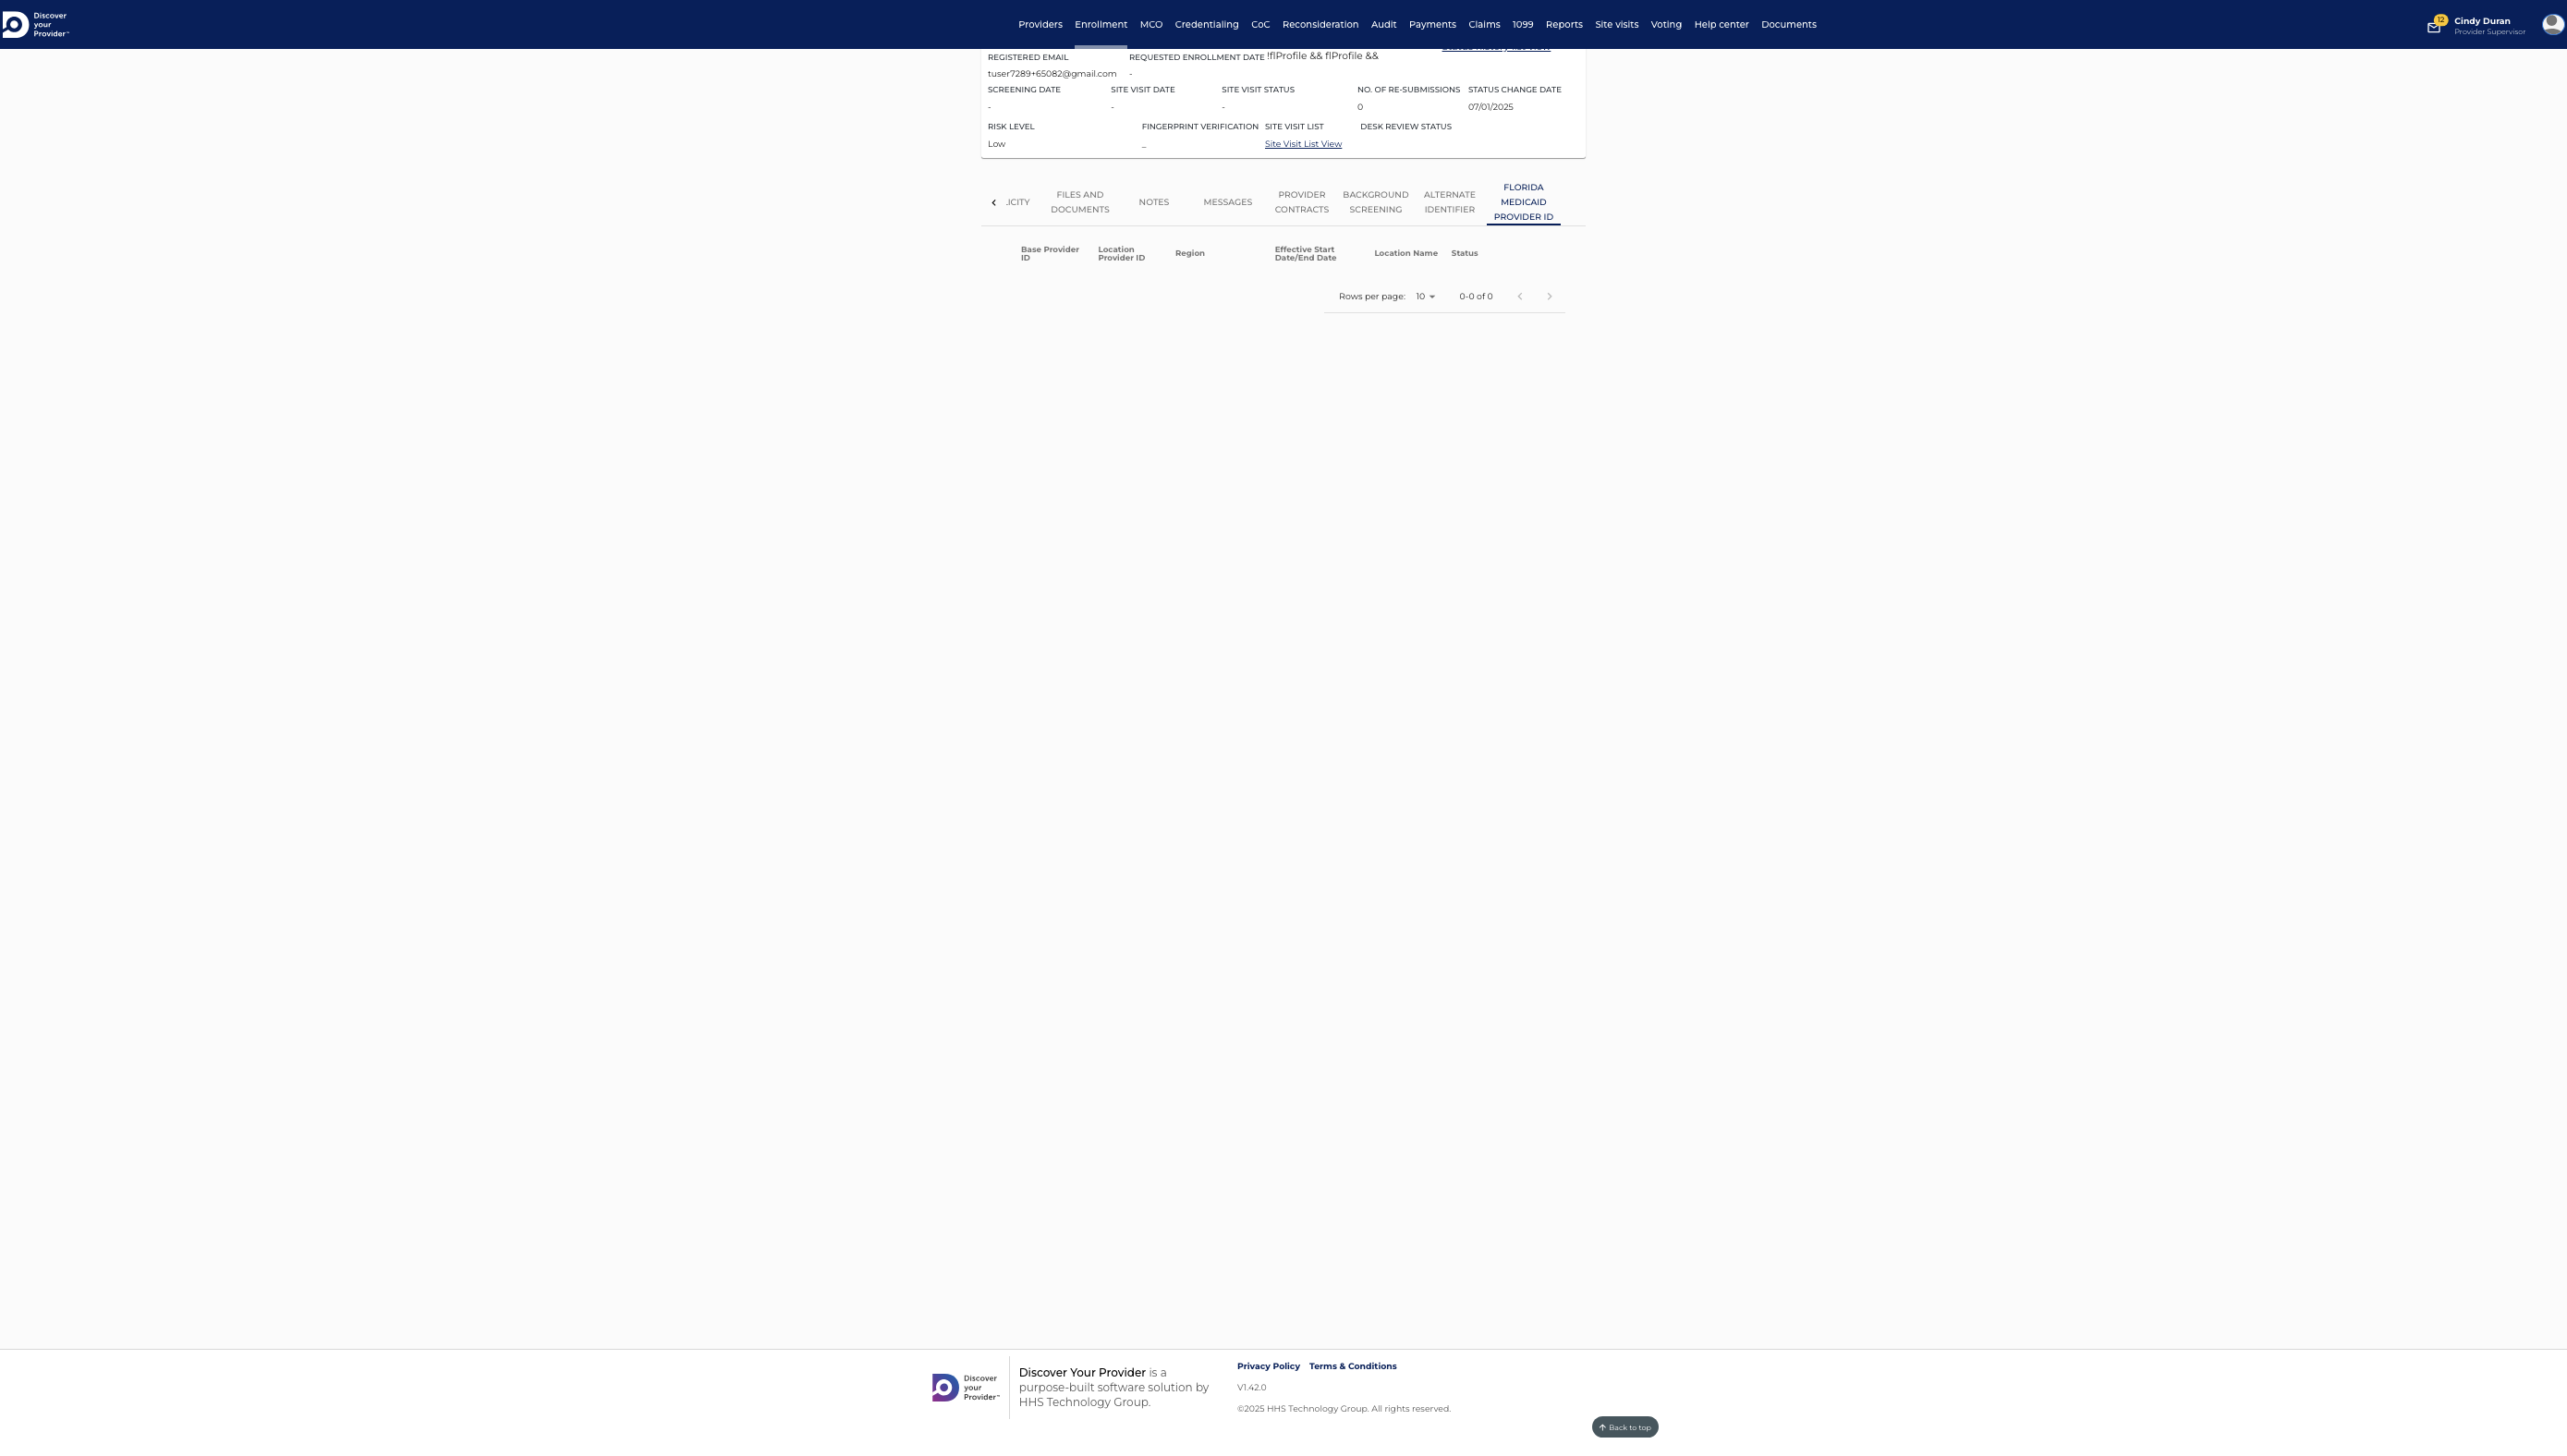 Discover
your
Provider™
Providers Enrollment MCO Credentialing CoC Reconsideration Audit Payments Claims 1099 Reports Site visits Voting Help center Documents
12
Cindy Duran
Provider Supervisor
REGISTERED EMAIL REQUESTED ENROLLMENT DATE !flProfile && flProfile &&
tuser7289+65082@gmail.com -
SCREENING DATE SITE VISIT DATE SITE VISIT STATUS NO. OF RE-SUBMISSIONS STATUS CHANGE DATE
- - - 0 07/01/2025
RISK LEVEL FINGERPRINT VERIFICATION SITE VISIT LIST DESK REVIEW STATUS
Low _ Site Visit List View
FLORIDA
MEDICAID
PROVIDER ID
.ICITY
FILES AND
DOCUMENTS
NOTES
MESSAGES
PROVIDER
CONTRACTS
BACKGROUND
SCREENING
ALTERNATE
IDENTIFIER
Base Provider
ID
Location
Provider ID
Region
Effective Start
Date/End Date
Location Name
Status
Rows per page: 10 0-0 of 0
Discover
your
Provider™
Discover Your Provider is a
purpose-built software solution by
HHS Technology Group.
Privacy Policy Terms & Conditions
V1.42.0
©2025 HHS Technology Group. All rights reserved.
Back to top